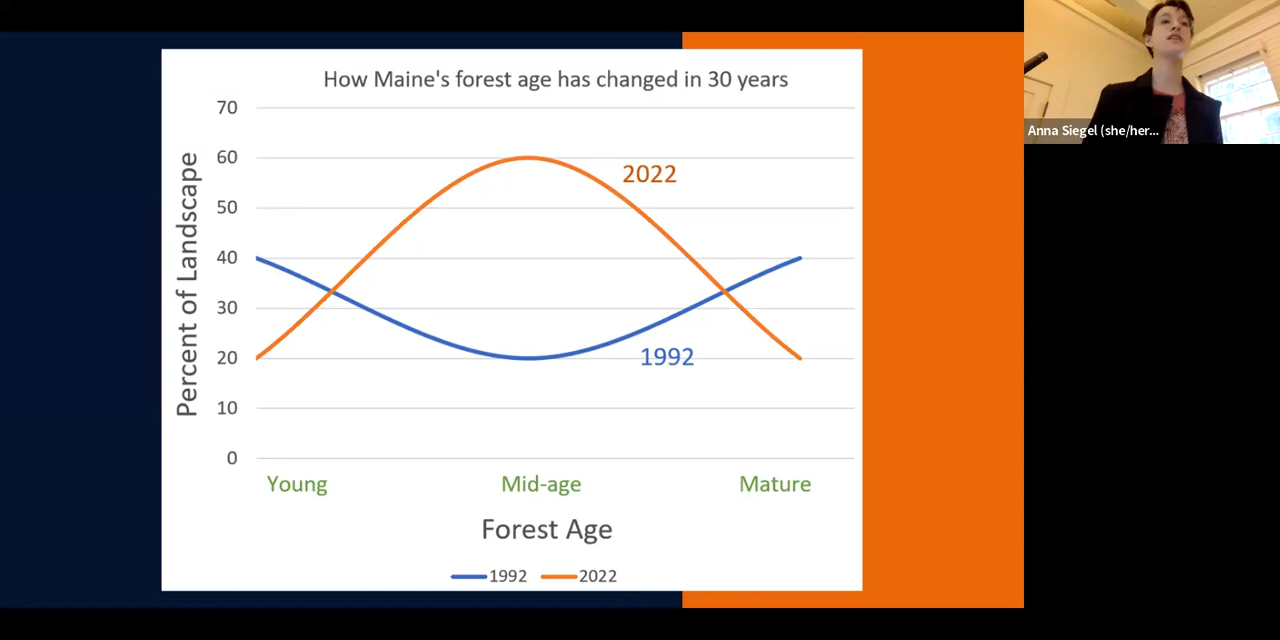 How Maine's forest age has changed in 30 years
Anna Siegel (she/her...
Percent of Landscape
70
60
50
40
30
20
10
0
2022
1992
Young Mid-age Mature
Forest Age
1992 2022